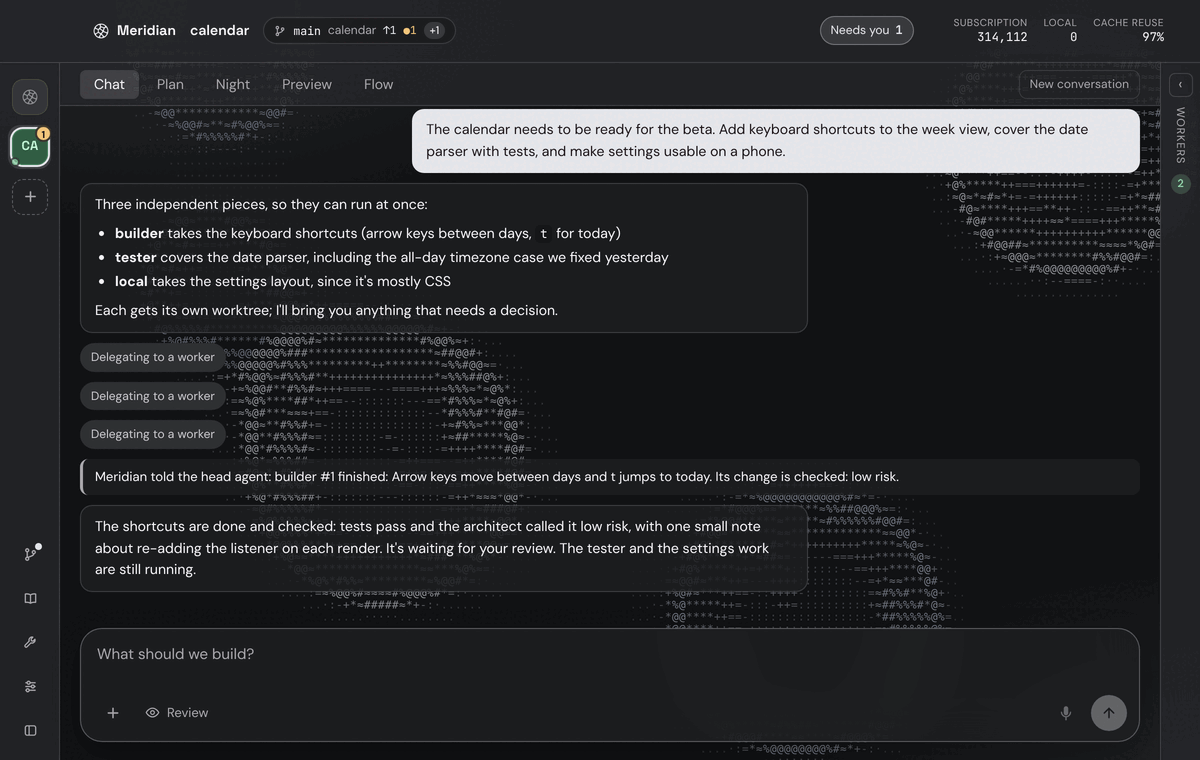 Meridian calendar main calendar ↑1 1 +1 Needs you 1
SUBSCRIPTION LOCAL CACHE REUSE
314,112 0 97%
Chat Plan Night Preview Flow New conversation
CA 1
WORKERS
2
The calendar needs to be ready for the beta. Add keyboard shortcuts to the week view, cover the date
parser with tests, and make settings usable on a phone.
Three independent pieces, so they can run at once:
• builder takes the keyboard shortcuts (arrow keys between days, t for today)
• tester covers the date parser, including the all-day timezone case we fixed yesterday
• local takes the settings layout, since it's mostly CSS
Each gets its own worktree; I'll bring you anything that needs a decision.
Delegating to a worker
Delegating to a worker
Delegating to a worker
Meridian told the head agent: builder #1 finished: Arrow keys move between days and t jumps to today. Its change is checked: low risk.
The shortcuts are done and checked: tests pass and the architect called it low risk, with one small note
about re-adding the listener on each render. It's waiting for your review. The tester and the settings work
are still running.
What should we build?
Review